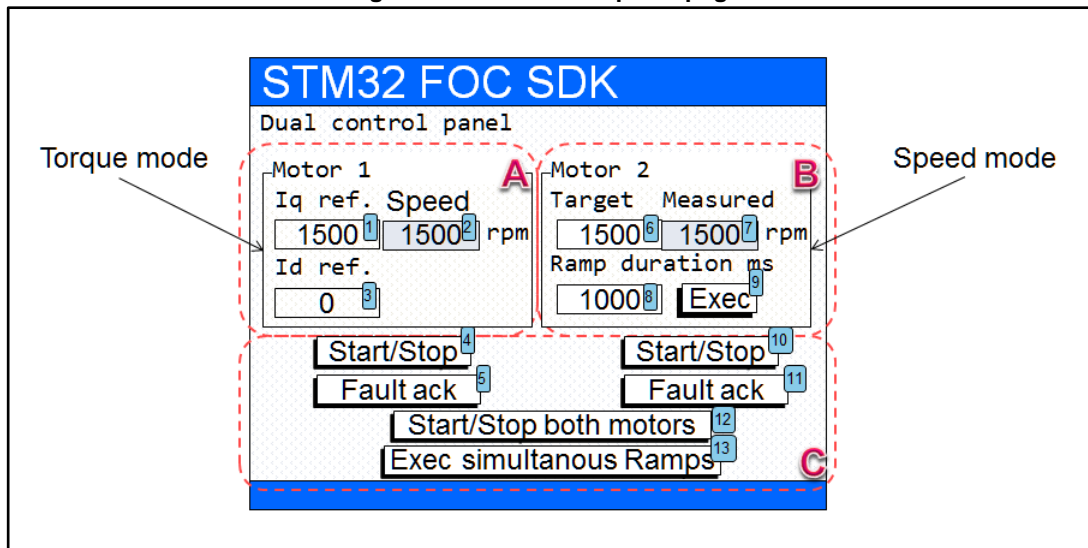 STM32 FOC SDK
Dual control panel
Torque mode
Speed mode
Motor 1
A
Iq ref. Speed
1500 1 1500 2 rpm
Id ref.
0 3
Motor 2
B
Target Measured
1500 6 1500 7 rpm
Ramp duration ms
1000 8 Exec 9
Start/Stop 4
Start/Stop 10
Fault ack 5
Fault ack 11
Start/Stop both motors 12
Exec simultanous Ramps 13
C